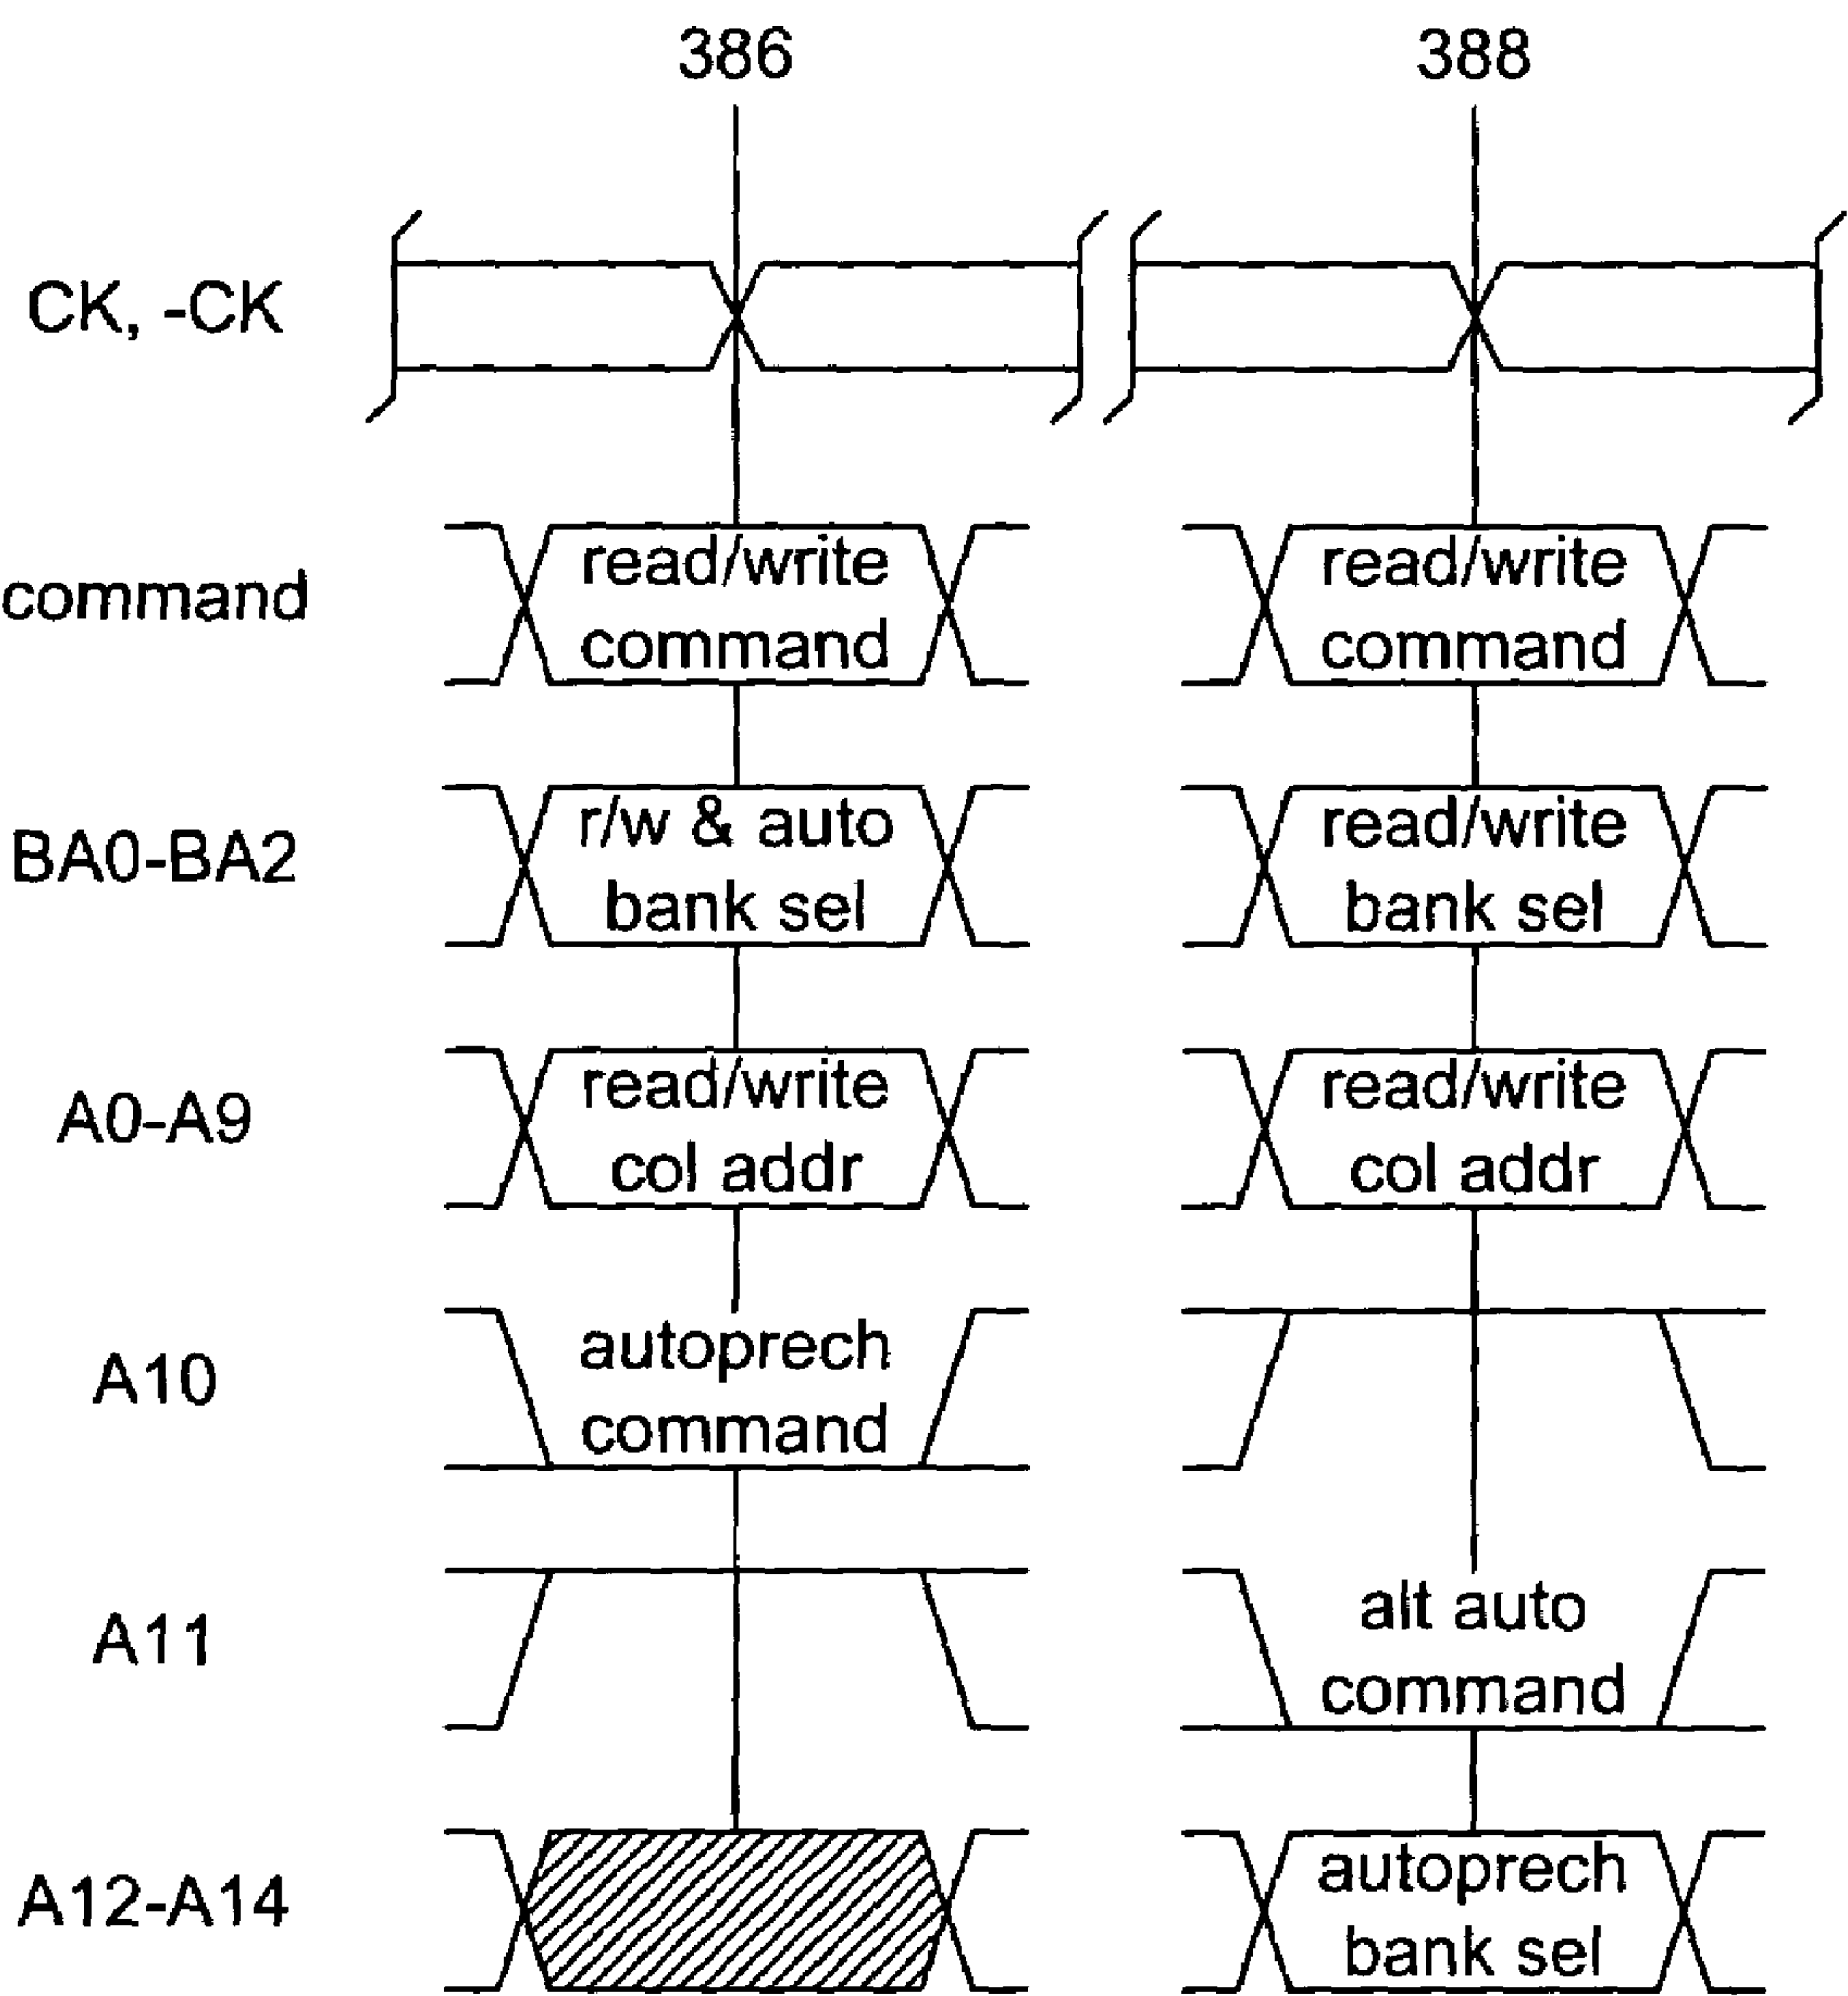 386
388
CK, -CK
command
read/write
command
read/write
command
BA0-BA2
r/w & auto
bank sel
read/write
bank sel
A0-A9
read/write
col addr
read/write
col addr
A10
autoprech
command
A11
alt auto
command
A12-A14
autoprech
bank sel